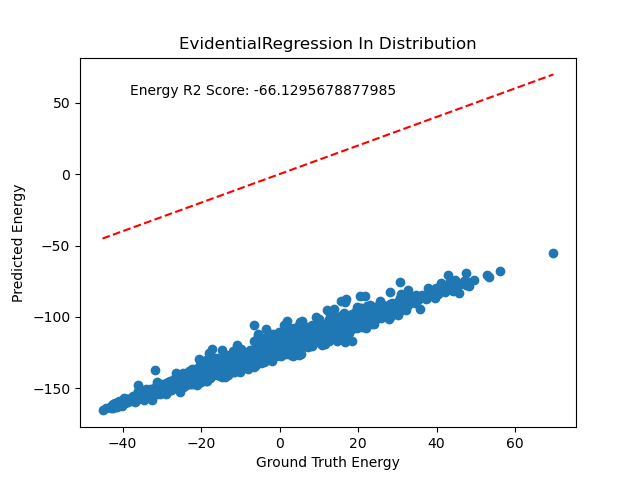 EvidentialRegression In Distribution
Energy R2 Score: -66.1295678877985
50
0
−50
−100
−150
Predicted Energy
−40
−20
0
20
40
60
Ground Truth Energy